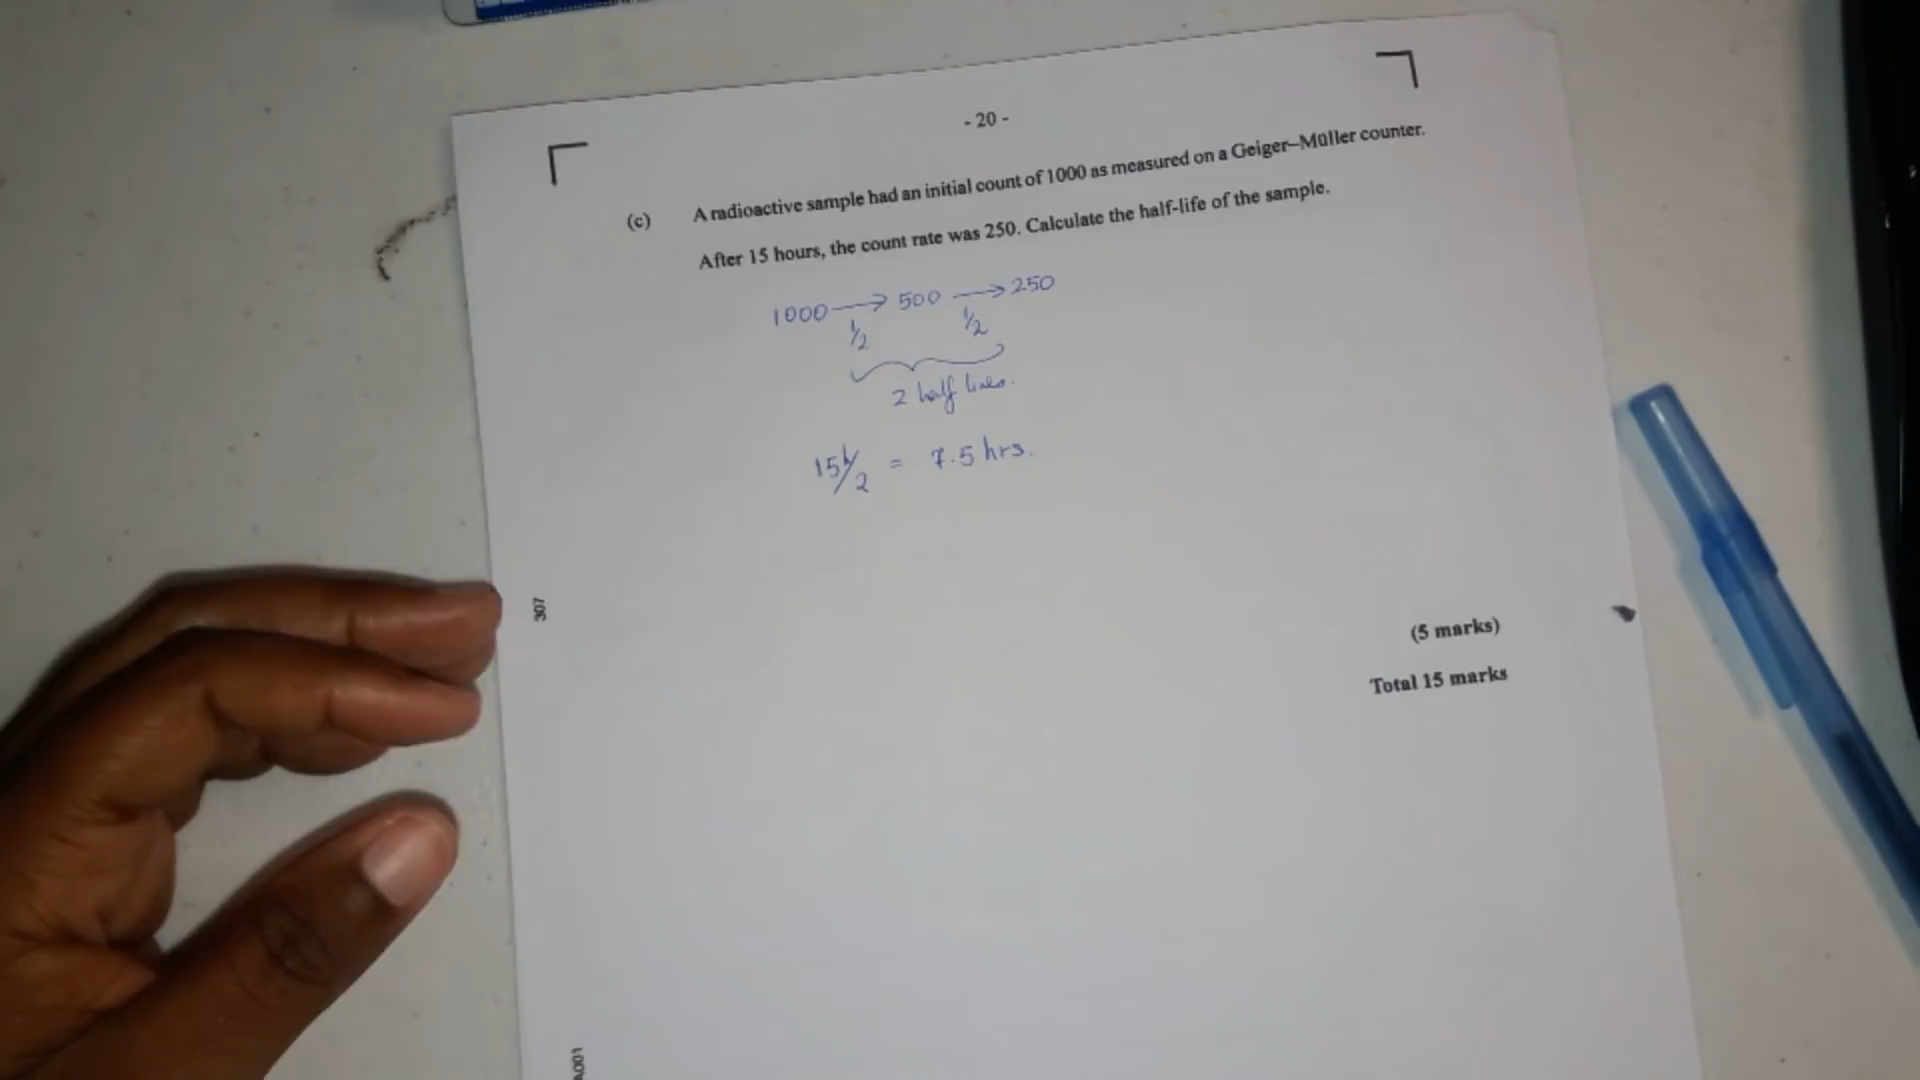 - 20 -
(c) A radioactive sample had an initial count of 1000 as measured on a Geiger–Müller counter.
After 15 hours, the count rate was 250. Calculate the half-life of the sample.
1000 → 500 → 250
1/2 1/2
2 half lives.
15h/2 = 7.5 hrs.
307
(5 marks)
Total 15 marks
A001